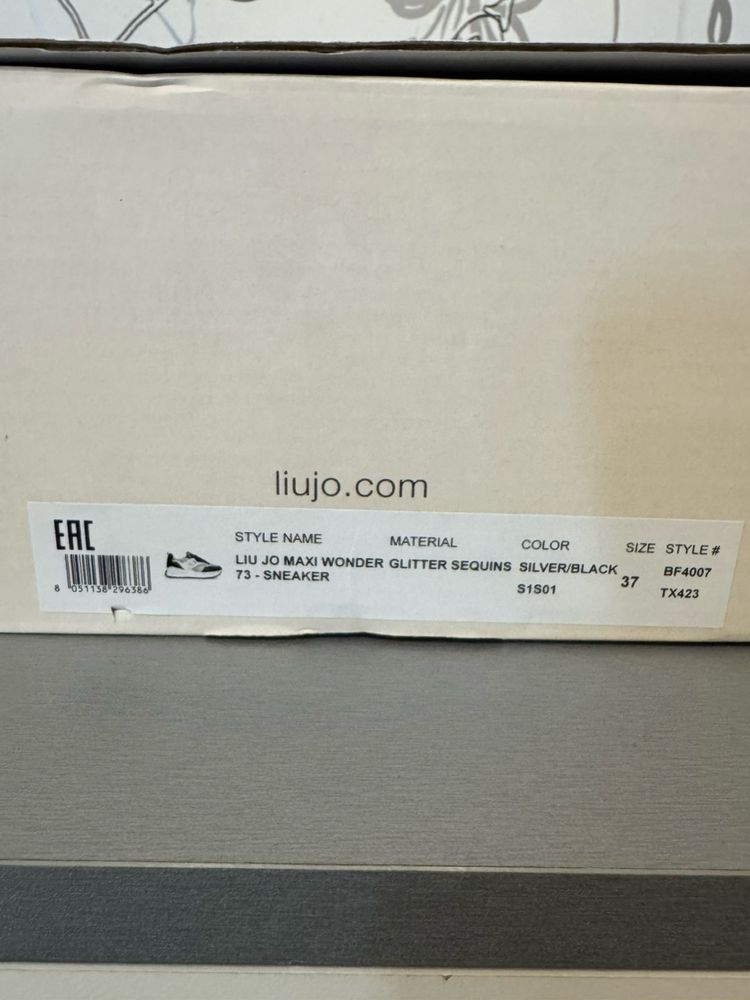 liujo.com
EAC
8 051138 296386
STYLE NAME
LIU JO MAXI WONDER
73 - SNEAKER
MATERIAL
GLITTER SEQUINS
COLOR
SILVER/BLACK
S1S01
SIZE
37
STYLE #
BF4007
TX423